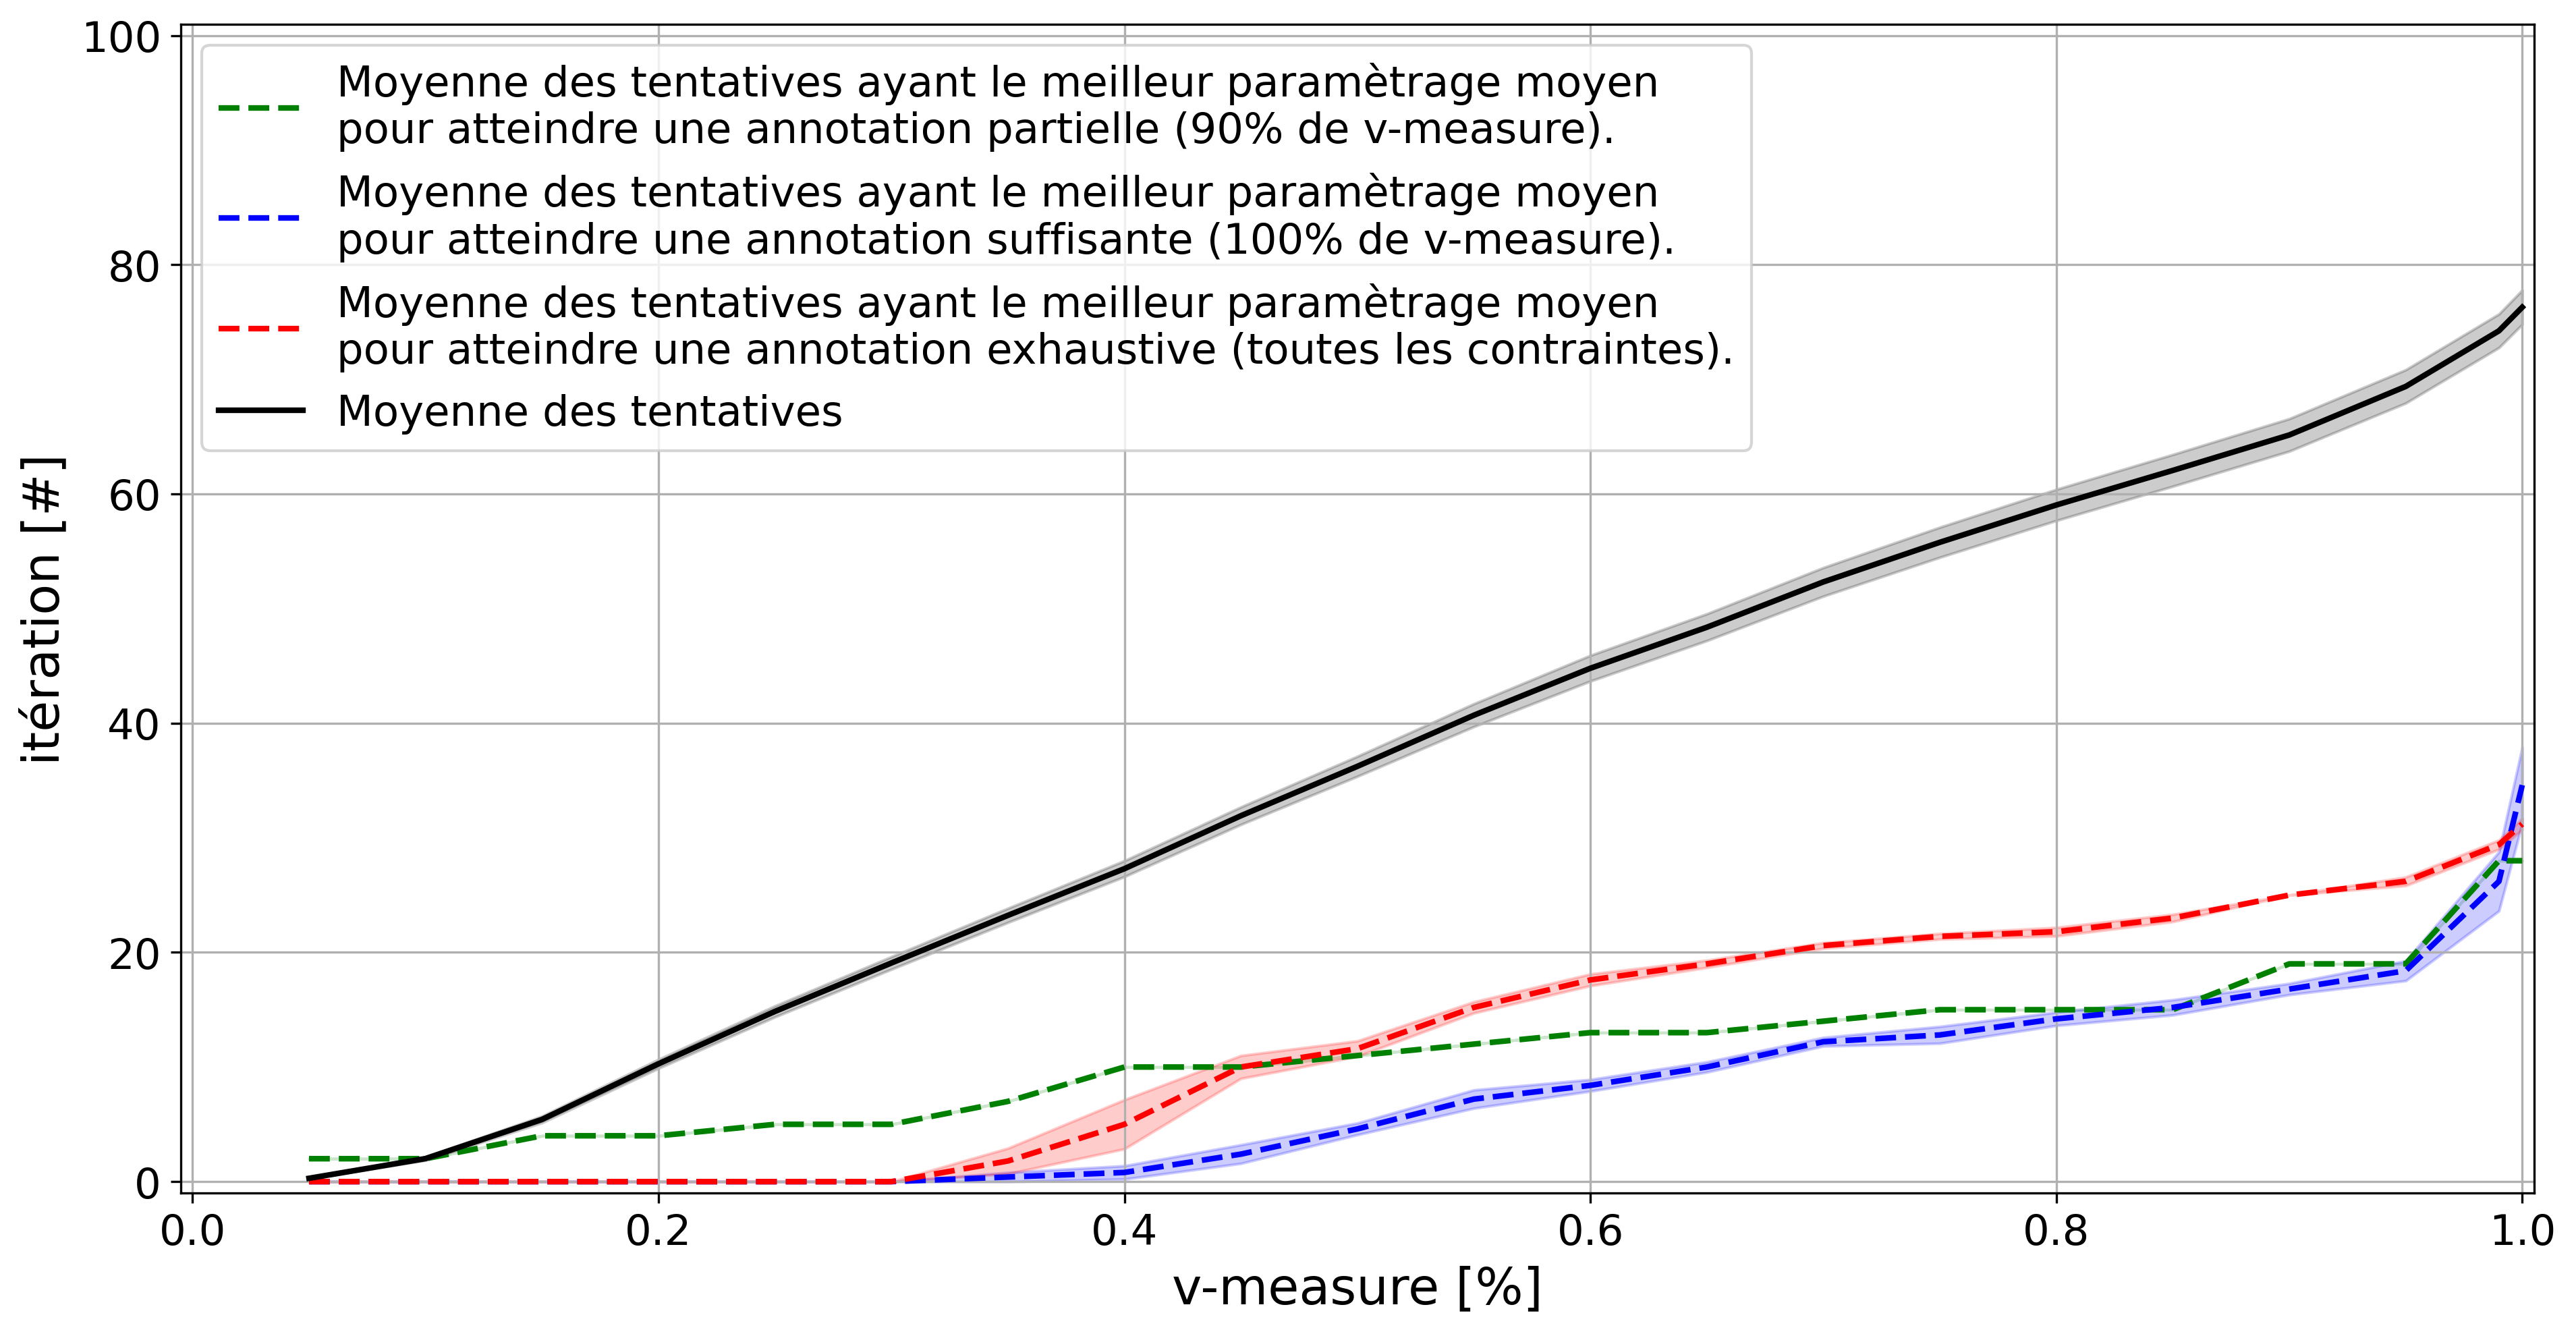 100
80
60
40
20
0
itération [#]
Moyenne des tentatives ayant le meilleur paramètrage moyen
pour atteindre une annotation partielle (90% de v-measure).
Moyenne des tentatives ayant le meilleur paramètrage moyen
pour atteindre une annotation suffisante (100% de v-measure).
Moyenne des tentatives ayant le meilleur paramètrage moyen
pour atteindre une annotation exhaustive (toutes les contraintes).
Moyenne des tentatives
0.0 0.2 0.4 0.6 0.8 1.0
v-measure [%]